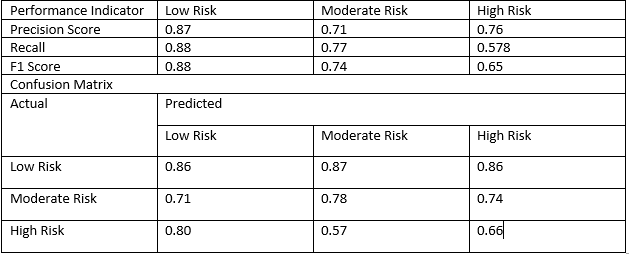 Performance Indicator Low Risk Moderate Risk High Risk
Precision Score 0.87 0.71 0.76
Recall 0.88 0.77 0.578
F1 Score 0.88 0.74 0.65
Confusion Matrix
Actual Predicted
Low Risk Moderate Risk High Risk
Low Risk 0.86 0.87 0.86
Moderate Risk 0.71 0.78 0.74
High Risk 0.80 0.57 0.66